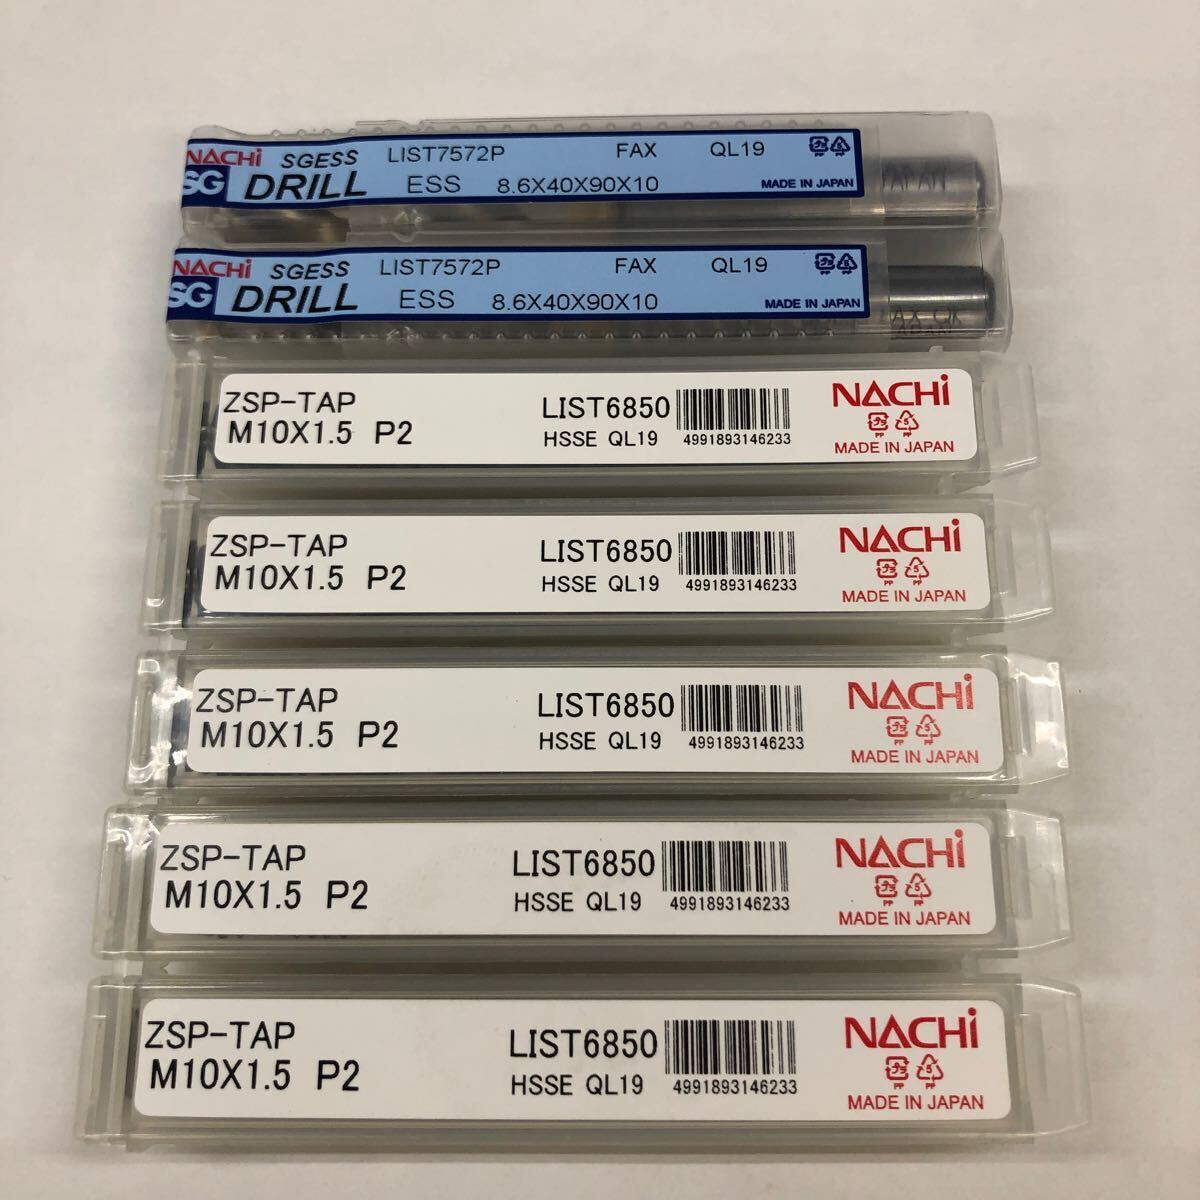 NACHi SGESS LIST7572P FAX QL19
SG DRILL ESS 8.6X40X90X10 MADE IN JAPAN
NACHi SGESS LIST7572P FAX QL19
SG DRILL ESS 8.6X40X90X10 MADE IN JAPAN
ZSP-TAP LIST6850 NACHi
M10X1.5 P2 HSSE QL19 4991893146233 MADE IN JAPAN
ZSP-TAP LIST6850 NACHi
M10X1.5 P2 HSSE QL19 4991893146233 MADE IN JAPAN
ZSP-TAP LIST6850 NACHi
M10X1.5 P2 HSSE QL19 4991893146233 MADE IN JAPAN
ZSP-TAP LIST6850 NACHi
M10X1.5 P2 HSSE QL19 4991893146233 MADE IN JAPAN
ZSP-TAP LIST6850 NACHi
M10X1.5 P2 HSSE QL19 4991893146233 MADE IN JAPAN